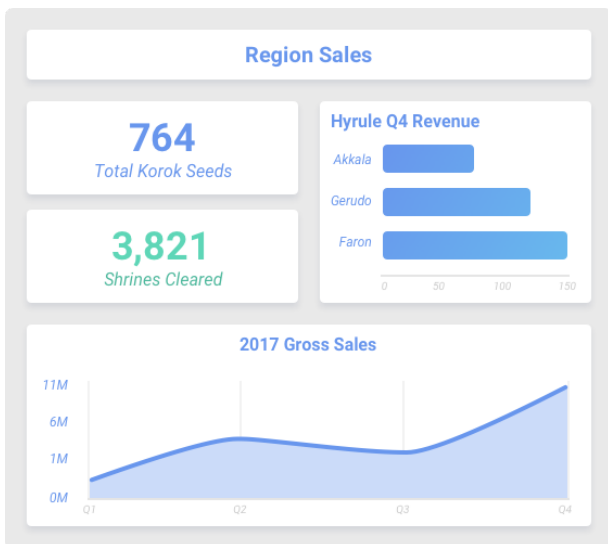 Region Sales
764
Total Korok Seeds
3,821
Shrines Cleared
Hyrule Q4 Revenue
Akkala
Gerudo
Faron
0 50 100 150
2017 Gross Sales
11M
6M
1M
0M
Q1 Q2 Q3 Q4